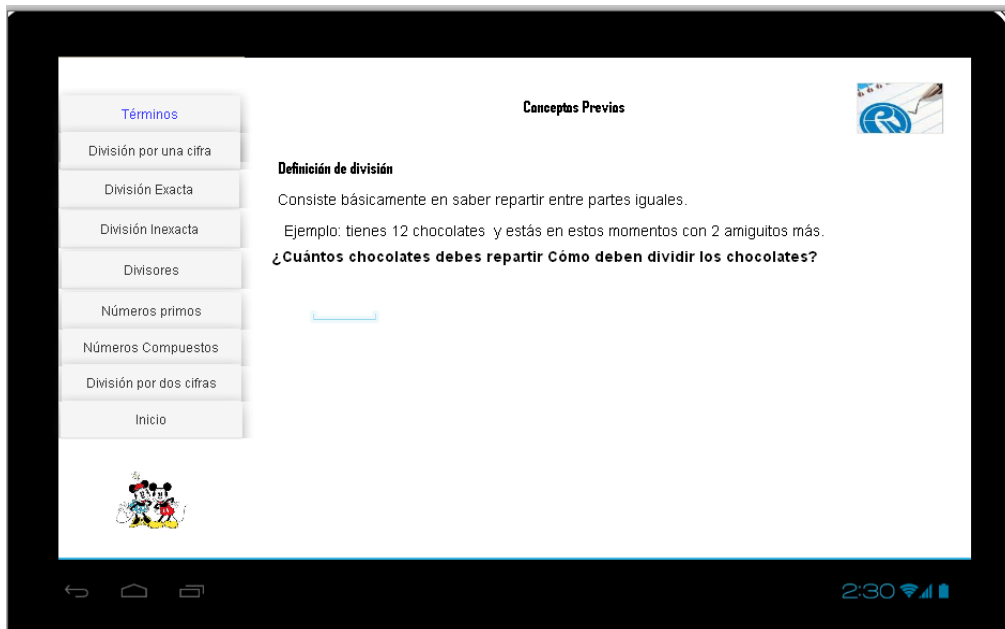 Conceptos Previos
Términos
División por una cifra
División Exacta
División Inexacta
Divisores
Números primos
Números Compuestos
División por dos cifras
Inicio
Definición de división
Consiste básicamente en saber repartir entre partes iguales.
Ejemplo: tienes 12 chocolates y estás en estos momentos con 2 amiguitos más.
¿Cuántos chocolates debes repartir Cómo deben dividir los chocolates?
2:30